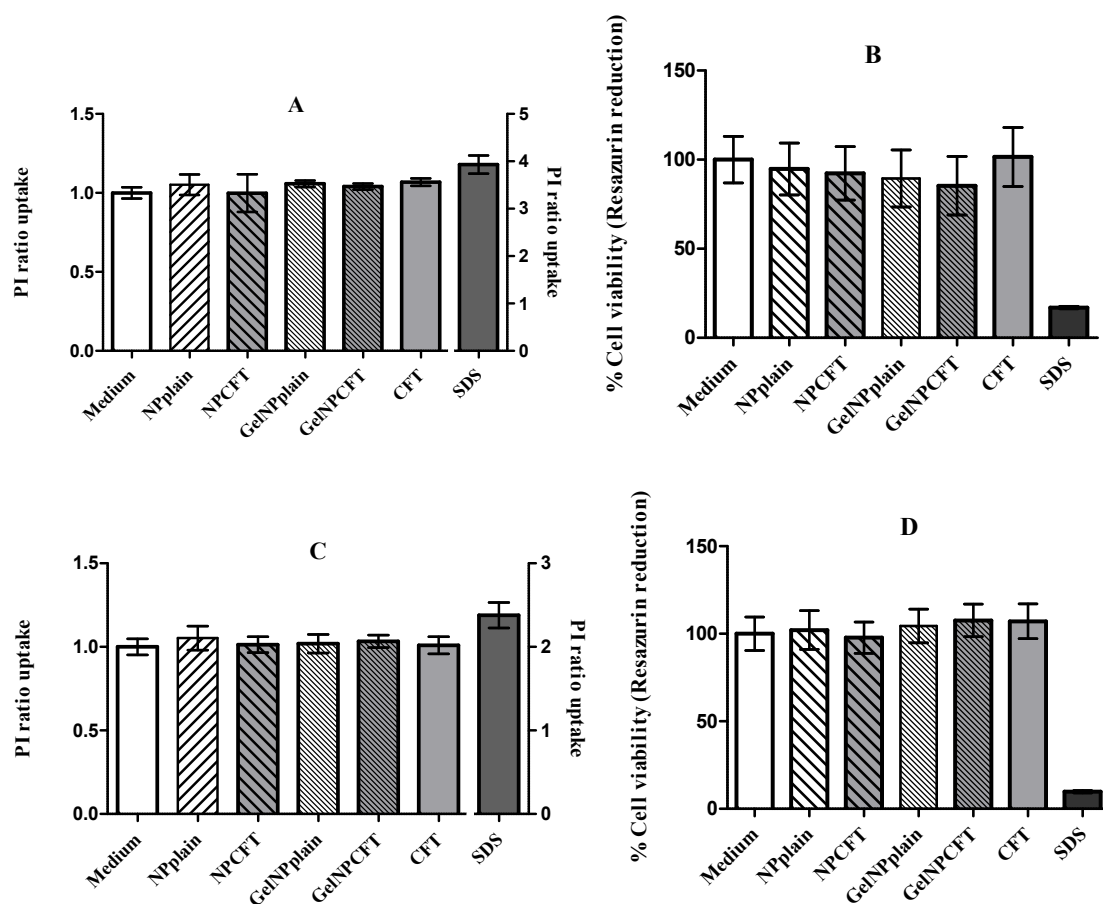 A
PI ratio uptake
1.5
1.0
0.5
0.0
5
4
3
2
1
0
PI ratio uptake
Medium
NPplain
NPCFT
GelNPplain
GelNPCFT
CFT
SDS
B
% Cell viability (Resazurin reduction)
150
100
50
0
Medium
NPplain
NPCFT
GelNPplain
GelNPCFT
CFT
SDS
C
PI ratio uptake
1.5
1.0
0.5
0.0
3
2
1
0
PI ratio uptake
Medium
NPplain
NPCFT
GelNPplain
GelNPCFT
CFT
SDS
D
% Cell viability (Resazurin reduction)
150
100
50
0
Medium
NPplain
NPCFT
GelNPplain
GelNPCFT
CFT
SDS